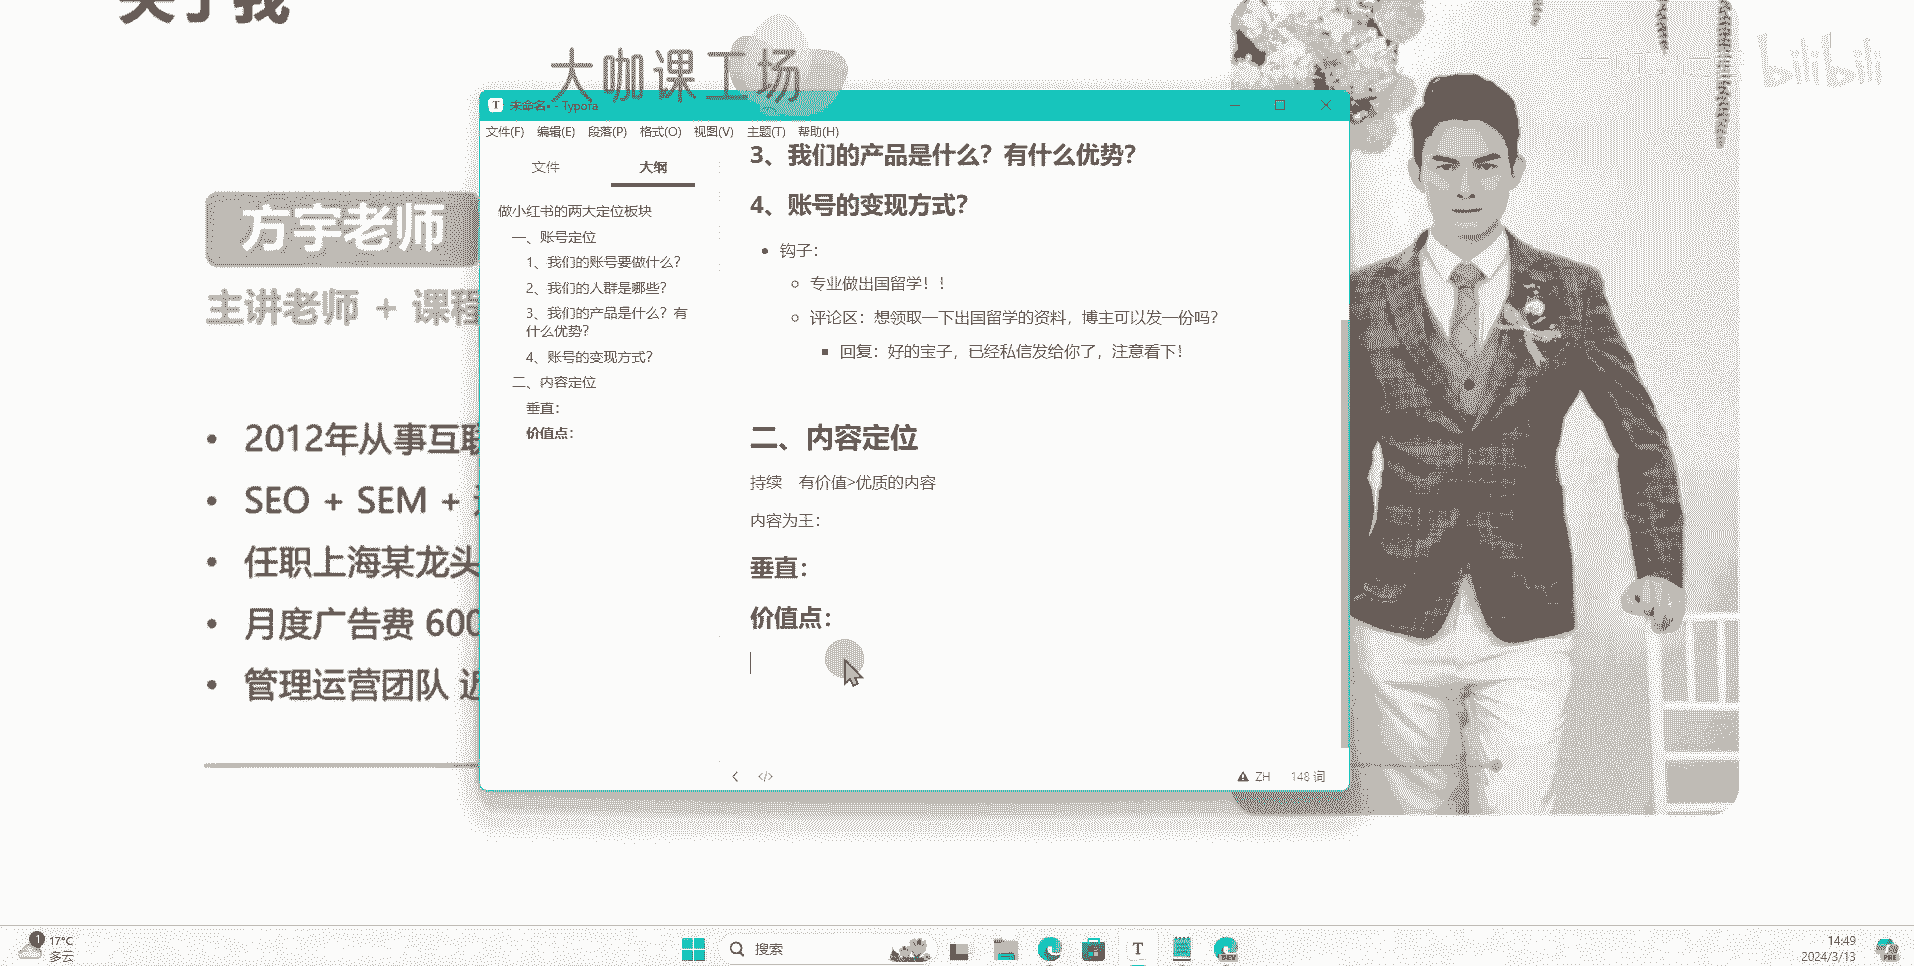 关于我
大咖课工场
bilibili
方宇老师
主讲老师 + 课程
2012年从事互联
SEO + SEM +
任职上海某龙头
月度广告费 600
管理运营团队 近
未命名• - Typora
文件(F) 编辑(E) 段落(P) 格式(O) 视图(V) 主题(T) 帮助(H)
文件 大纲
做小红书的两大定位板块
一、账号定位
1、我们的账号要做什么？
2、我们的人群是哪些？
3、我们的产品是什么？有
什么优势？
4、账号的变现方式？
二、内容定位
垂直：
价值点：
3、我们的产品是什么？有什么优势？
4、账号的变现方式？
钩子：
专业做出国留学！！
评论区：想领取一下出国留学的资料，博主可以发一份吗？
回复：好的宝子，已经私信发给你了，注意看下！
二、内容定位
持续 有价值>优质的内容
内容为王：
垂直：
价值点：
</> ZH 148 词
1 17°C
多云
搜索
T
DEV
14:49
2024/3/13
PRE